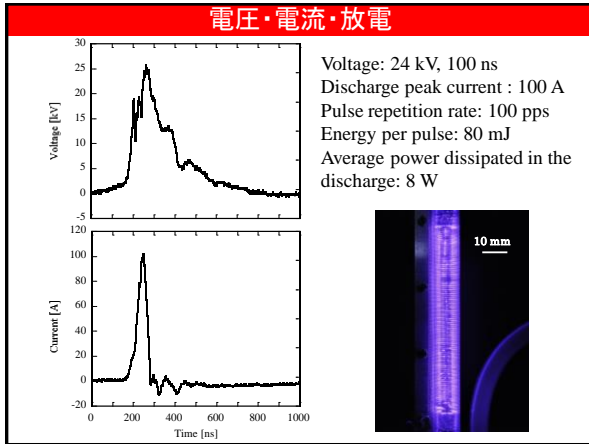 電圧・電流・放電
30
25
20
15
10
5
0
-5
Voltage [kV]
120
100
80
60
40
20
0
-20
Current [A]
0 200 400 600 800 1000
Time [ns]
Voltage: 24 kV, 100 ns
Discharge peak current : 100 A
Pulse repetition rate: 100 pps
Energy per pulse: 80 mJ
Average power dissipated in the
discharge: 8 W
10 mm